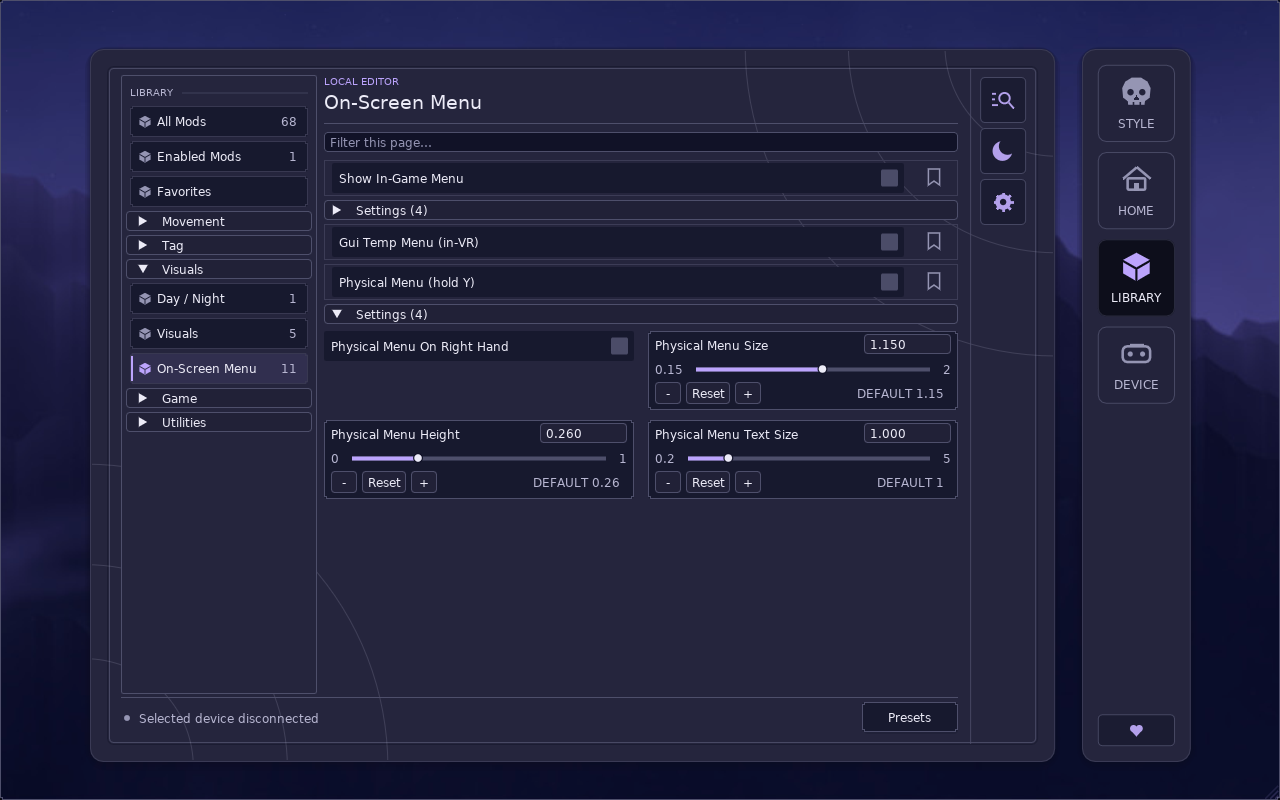 LIBRARY
All Mods 68
Enabled Mods 1
Favorites
Movement
Tag
Visuals
Day / Night 1
Visuals 5
On-Screen Menu 11
Game
Utilities
LOCAL EDITOR
On-Screen Menu
Filter this page...
Show In-Game Menu
Settings (4)
Gui Temp Menu (in-VR)
Physical Menu (hold Y)
Settings (4)
Physical Menu On Right Hand
Physical Menu Size 1.150
0.15 2
- Reset + DEFAULT 1.15
Physical Menu Height 0.260
0 1
- Reset + DEFAULT 0.26
Physical Menu Text Size 1.000
0.2 5
- Reset + DEFAULT 1
Selected device disconnected
Presets
STYLE
HOME
LIBRARY
DEVICE